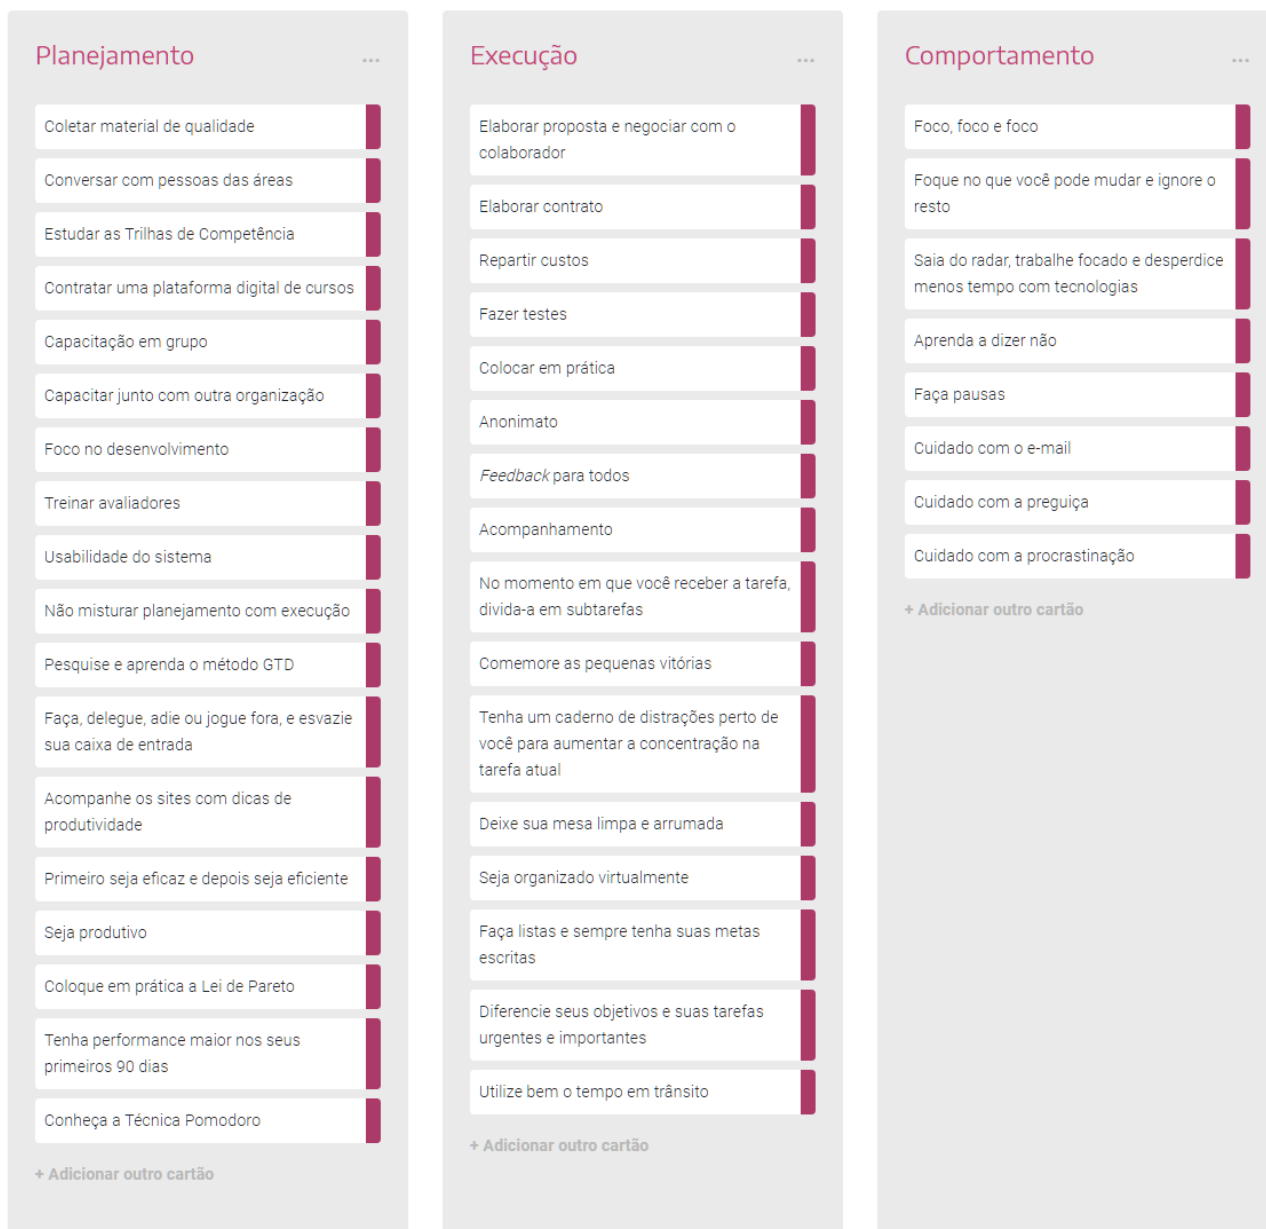 Planejamento
...
Coletar material de qualidade
Conversar com pessoas das áreas
Estudar as Trilhas de Competência
Contratar uma plataforma digital de cursos
Capacitação em grupo
Capacitar junto com outra organização
Foco no desenvolvimento
Treinar avaliadores
Usabilidade do sistema
Não misturar planejamento com execução
Pesquise e aprenda o método GTD
Faça, delegue, adie ou jogue fora, e esvazie
sua caixa de entrada
Acompanhe os sites com dicas de
produtividade
Primeiro seja eficaz e depois seja eficiente
Seja produtivo
Coloque em prática a Lei de Pareto
Tenha performance maior nos seus
primeiros 90 dias
Conheça a Técnica Pomodoro
+ Adicionar outro cartão
Execução
...
Elaborar proposta e negociar com o
colaborador
Elaborar contrato
Repartir custos
Fazer testes
Colocar em prática
Anonimato
Feedback para todos
Acompanhamento
No momento em que você receber a tarefa,
divida-a em subtarefas
Comemore as pequenas vitórias
Tenha um caderno de distrações perto de
você para aumentar a concentração na
tarefa atual
Deixe sua mesa limpa e arrumada
Seja organizado virtualmente
Faça listas e sempre tenha suas metas
escritas
Diferencie seus objetivos e suas tarefas
urgentes e importantes
Utilize bem o tempo em trânsito
+ Adicionar outro cartão
Comportamento
...
Foco, foco e foco
Foque no que você pode mudar e ignore o
resto
Saia do radar, trabalhe focado e desperdice
menos tempo com tecnologias
Aprenda a dizer não
Faça pausas
Cuidado com o e-mail
Cuidado com a preguiça
Cuidado com a procrastinação
+ Adicionar outro cartão